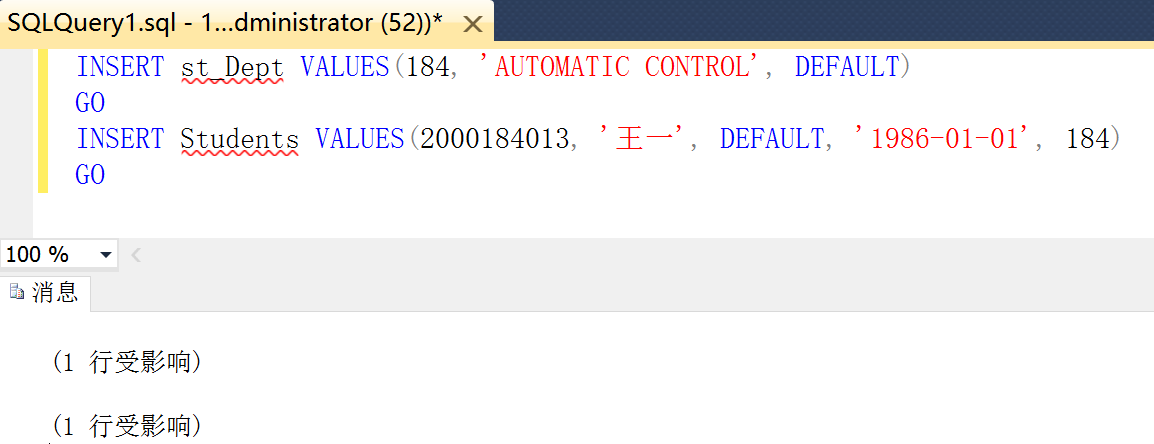 SQLQuery1.sql - 1...dministrator (52))*
INSERT st_Dept VALUES(184, 'AUTOMATIC CONTROL', DEFAULT)
GO
INSERT Students VALUES(2000184013, '王一', DEFAULT, '1986-01-01', 184)
GO
100 %
消息
(1 行受影响)
(1 行受影响)